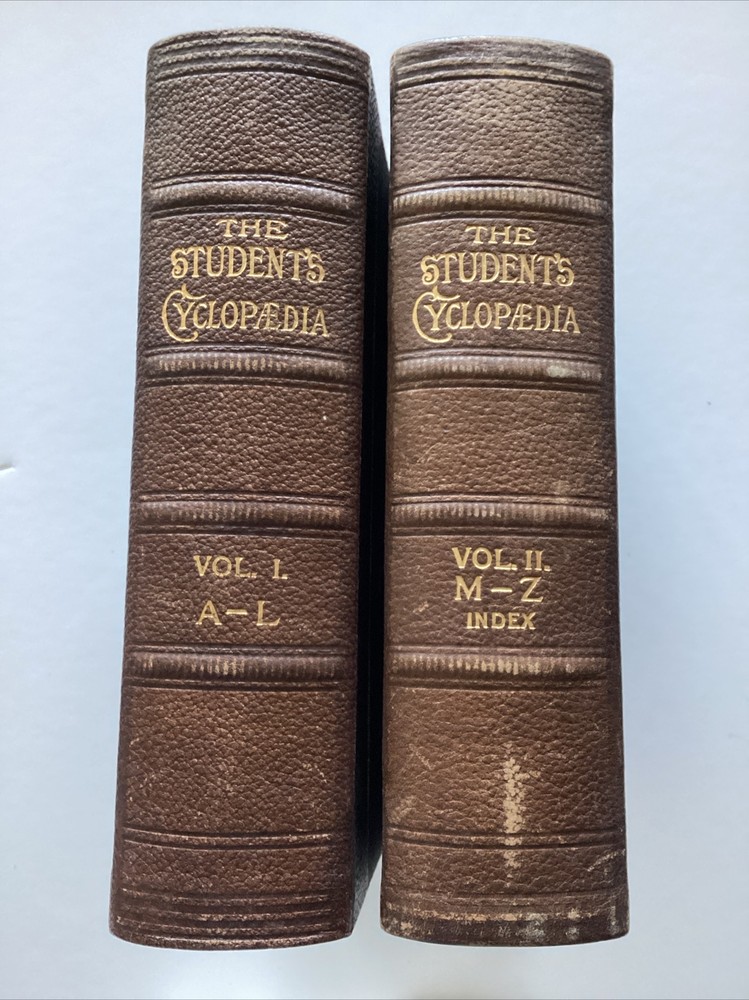 THE
STUDENT'S
CYCLOPÆDIA
VOL. I.
A–L
THE
STUDENT'S
CYCLOPÆDIA
VOL. II.
M–Z
INDEX